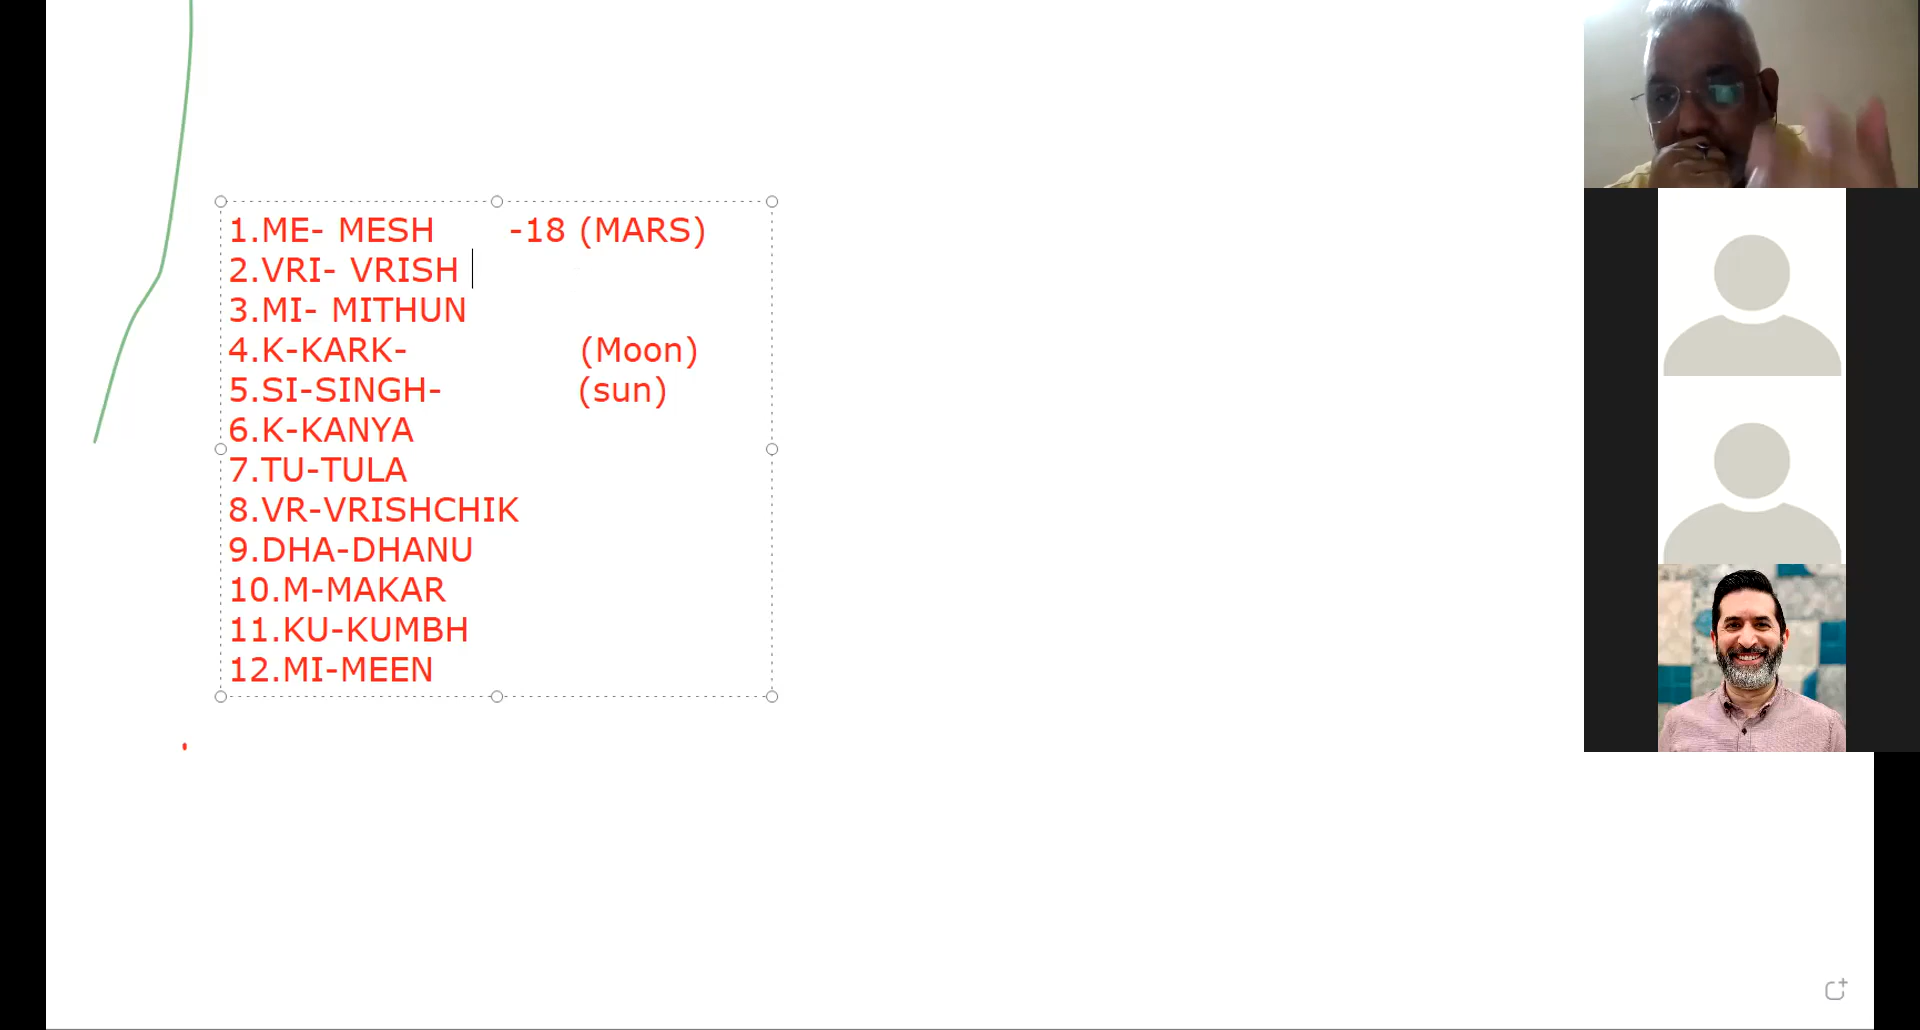 1.ME- MESH -18 (MARS)
2.VRI- VRISH
3.MI- MITHUN
4.K-KARK- (Moon)
5.SI-SINGH- (sun)
6.K-KANYA
7.TU-TULA
8.VR-VRISHCHIK
9.DHA-DHANU
10.M-MAKAR
11.KU-KUMBH
12.MI-MEEN